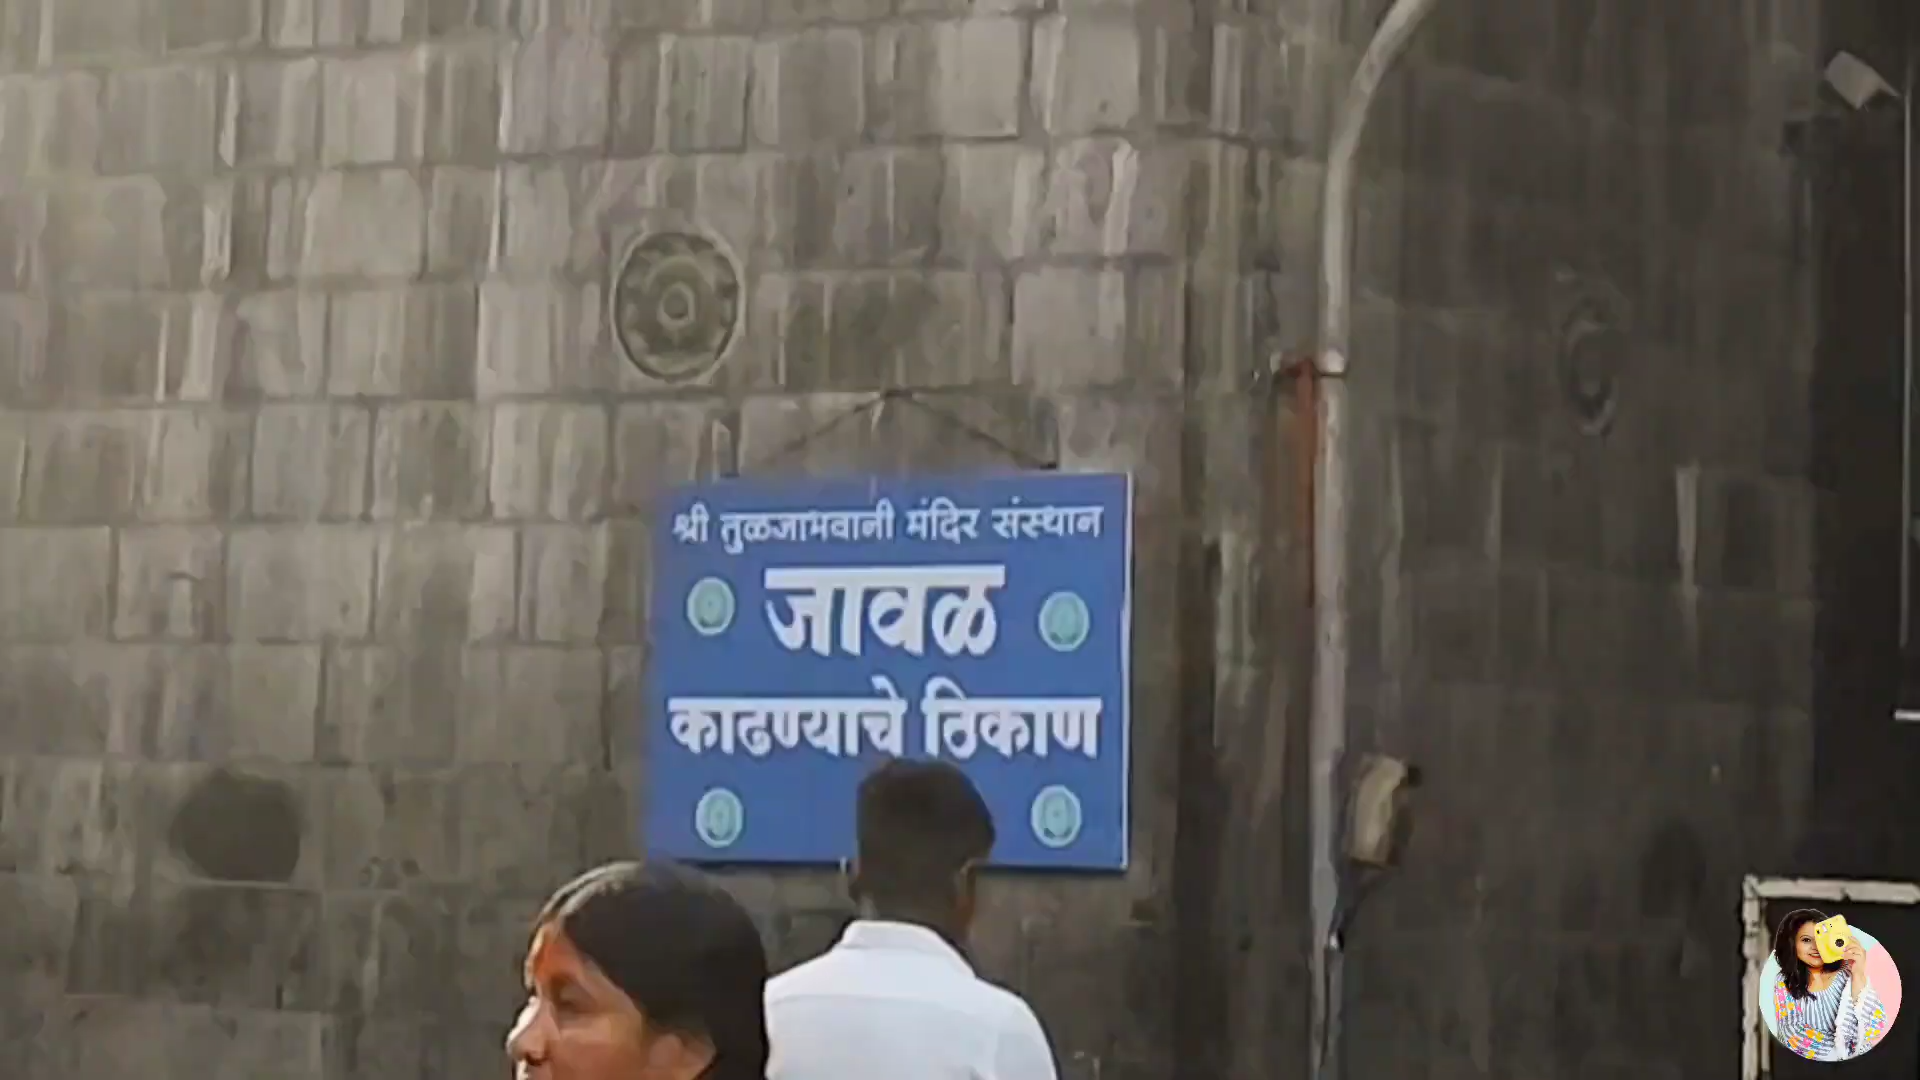 श्री तुळजाभवानी मंदिर संस्थान
जावळ
काढण्याचे ठिकाण